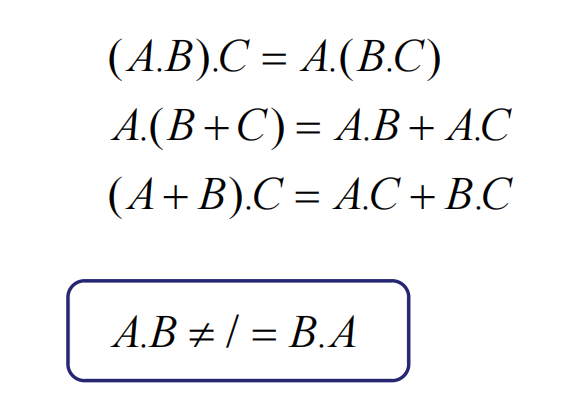 (A.B).C = A.(B.C)
A.(B + C) = A.B + A.C
(A + B).C = A.C + B.C
A.B ≠ / = B.A